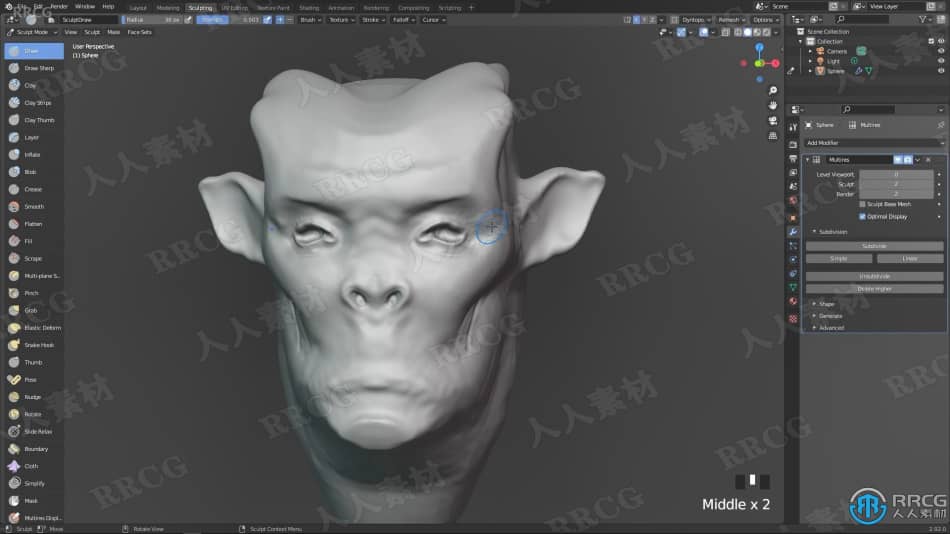 File Edit Render Window Help Layout Modeling Sculpting UV Editing Texture Paint Shading Animation Rendering Compositing Scripting + Scene View Layer
SculptDraw Radius Strength 0.503 Brush Texture Stroke Falloff Cursor X Y Z Dyntopo Remesh Options
Sculpt Mode View Sculpt Mask Face Sets
Scene Collection
Collection
Camera
Light
Sphere
User Perspective
(1) Sphere
Draw
Draw Sharp
Clay
Clay Strips
Clay Thumb
Layer
Inflate
Blob
Crease
Smooth
Flatten
Fill
Scrape
Multi-plane S...
Pinch
Grab
Elastic Deform
Snake Hook
Thumb
Pose
Nudge
Rotate
Slide Relax
Boundary
Cloth
Simplify
Mask
Multires Displ...
Sphere Multires
Add Modifier
Multires
Level Viewport 0
Sculpt 2
Render 2
Sculpt Base Mesh
Optimal Display
Subdivision
Subdivide
Simple Linear
Unsubdivide
Delete Higher
Shape
Generate
Advanced
Middle x 2
RRCG
人人素材
Sculpt Move Rotate View Sculpt Context Menu 2.92.0